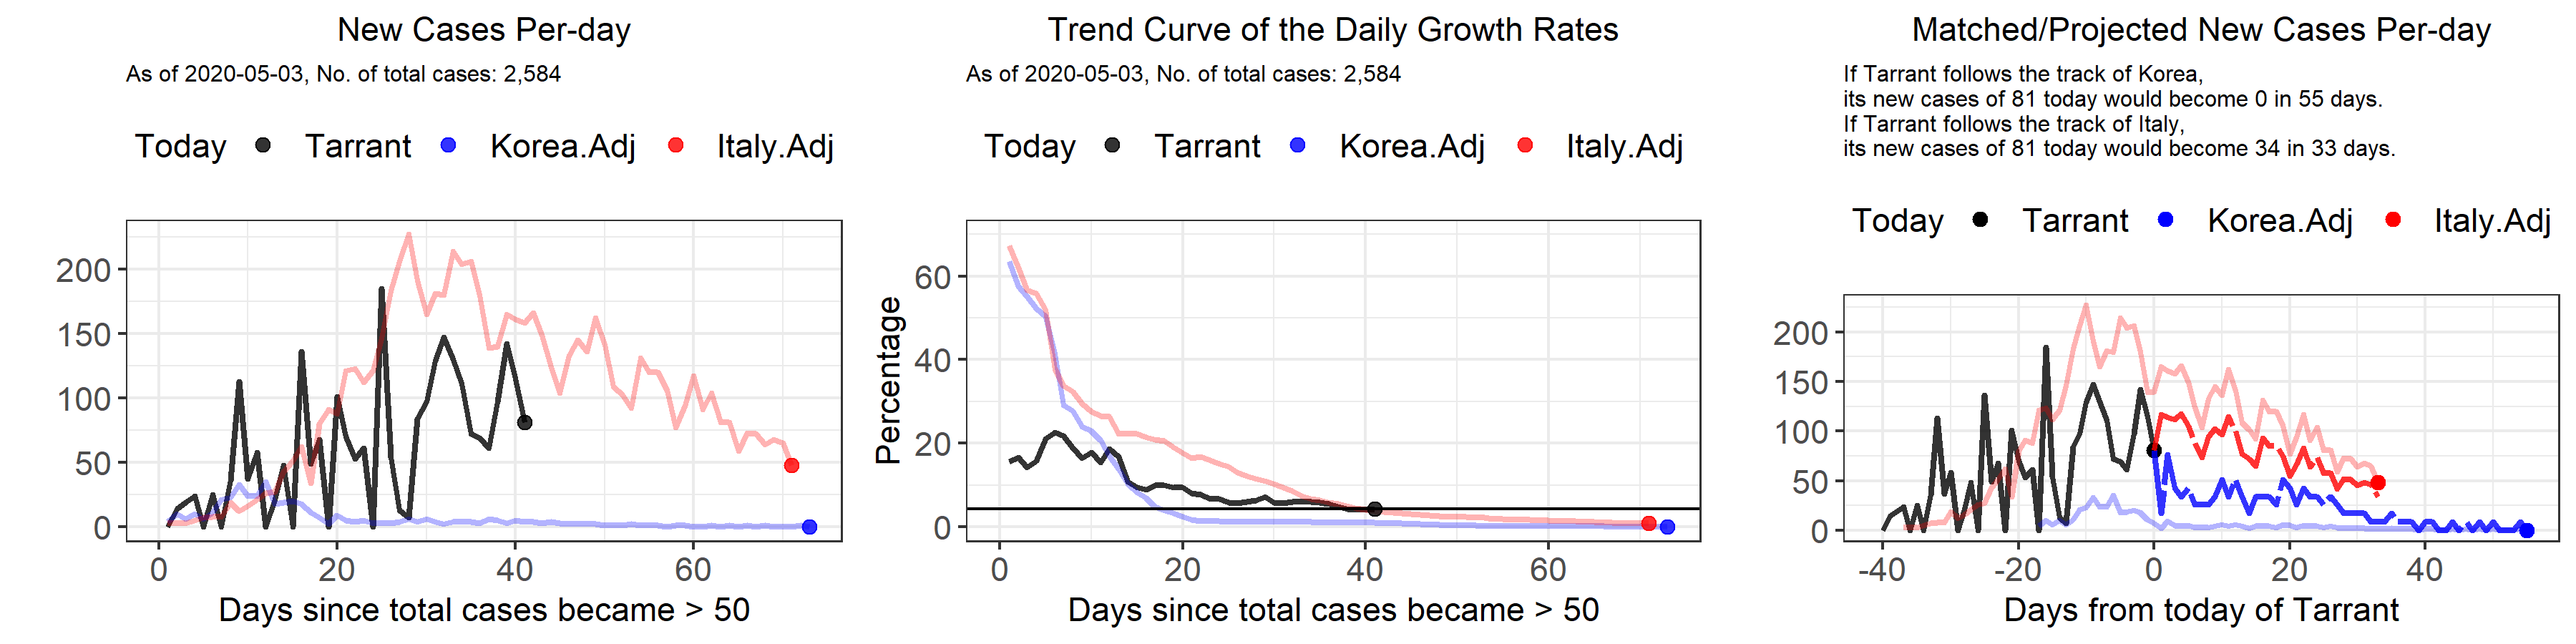 New Cases Per-day
As of 2020-05-03, No. of total cases: 2,584
Today Tarrant Korea.Adj Italy.Adj
200
150
100
50
0
0 20 40 60
Days since total cases became > 50
Trend Curve of the Daily Growth Rates
As of 2020-05-03, No. of total cases: 2,584
Today Tarrant Korea.Adj Italy.Adj
Percentage
60
40
20
0
0 20 40 60
Days since total cases became > 50
Matched/Projected New Cases Per-day
If Tarrant follows the track of Korea,
its new cases of 81 today would become 0 in 55 days.
If Tarrant follows the track of Italy,
its new cases of 81 today would become 34 in 33 days.
Today Tarrant Korea.Adj Italy.Adj
200
150
100
50
0
-40 -20 0 20 40
Days from today of Tarrant